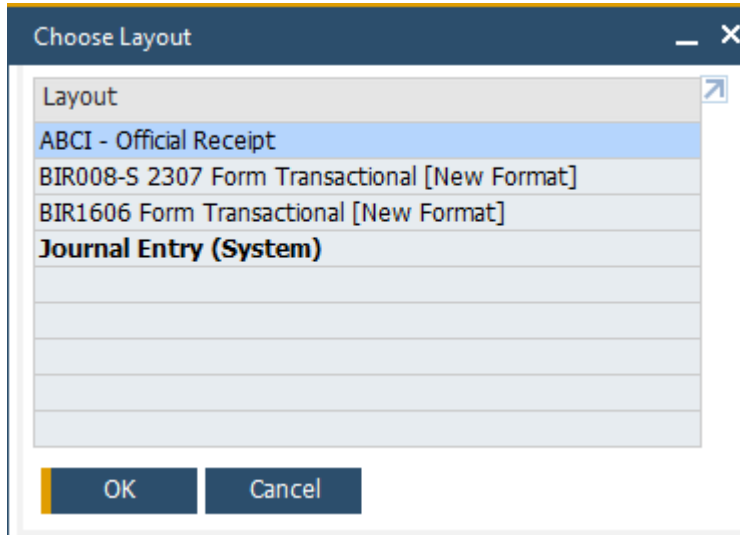 Choose Layout
Layout
ABCI - Official Receipt
BIR008-S 2307 Form Transactional [New Format]
BIR1606 Form Transactional [New Format]
Journal Entry (System)
OK Cancel